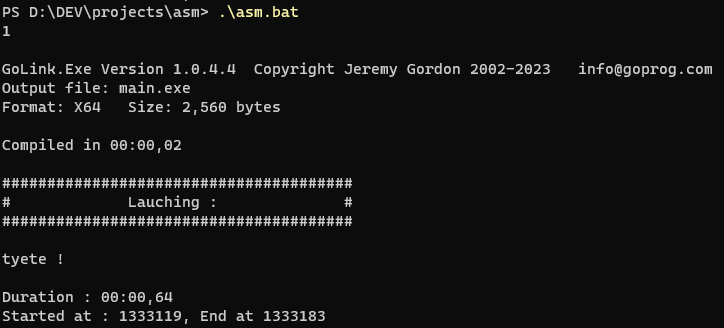 PS D:\DEV\projects\asm> .\asm.bat
1
GoLink.Exe Version 1.0.4.4  Copyright Jeremy Gordon 2002-2023   info@goprog.com
Output file: main.exe
Format: X64   Size: 2,560 bytes
Compiled in 00:00,02
#######################################
#             Lauching :              #
#######################################
tyete !
Duration : 00:00,64
Started at : 1333119, End at 1333183